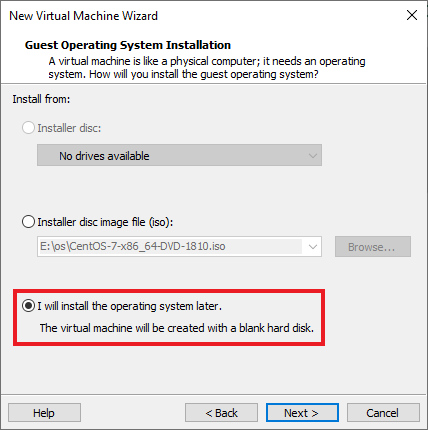 New Virtual Machine Wizard
Guest Operating System Installation
A virtual machine is like a physical computer; it needs an operating
system. How will you install the guest operating system?
Install from:
Installer disc:
No drives available
Installer disc image file (iso):
E:\os\CentOS-7-x86_64-DVD-1810.iso
Browse...
I will install the operating system later.
The virtual machine will be created with a blank hard disk.
Help
< Back
Next >
Cancel